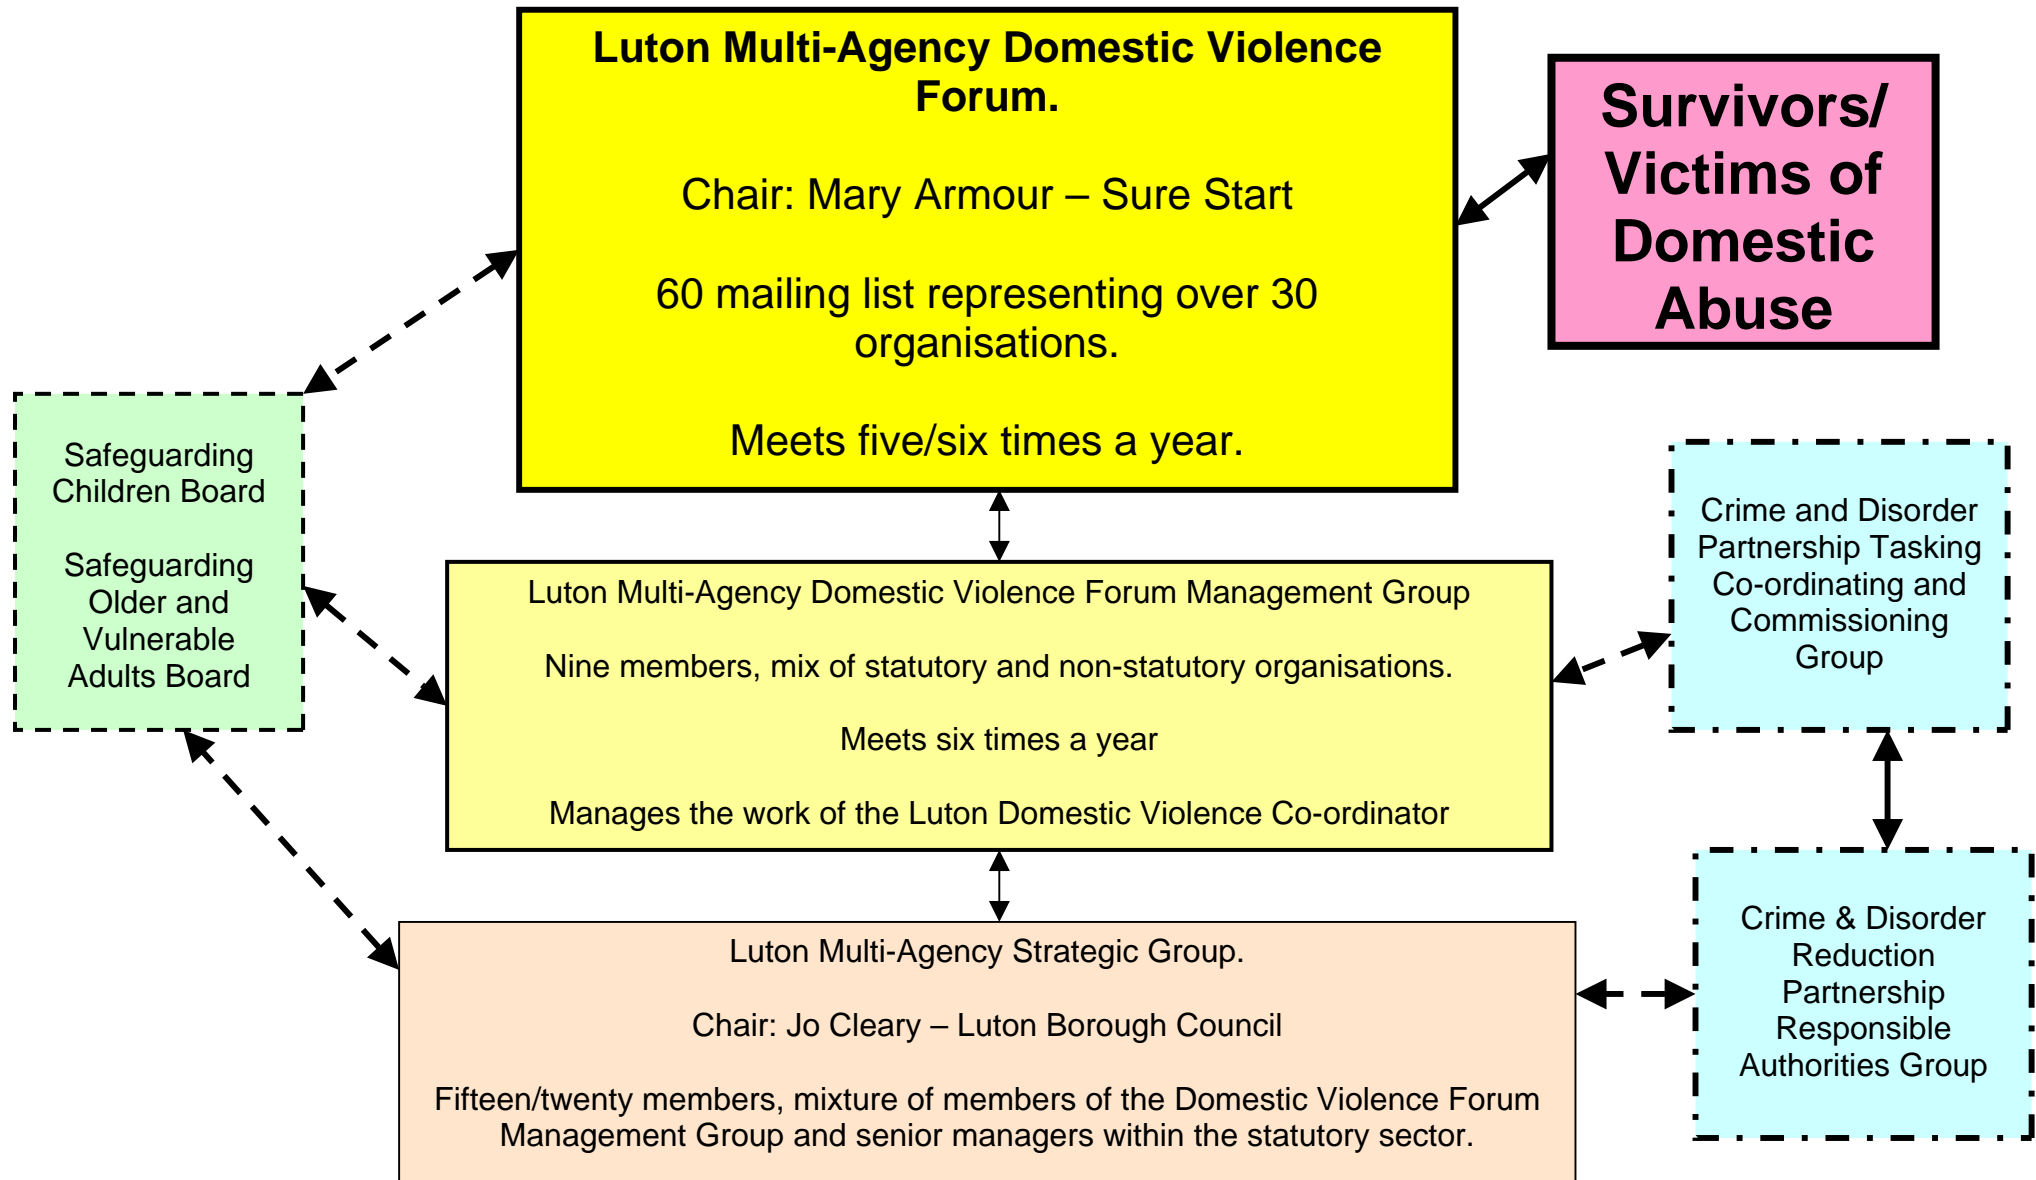 Luton Multi-Agency Domestic Violence
Forum.
Chair: Mary Armour – Sure Start
60 mailing list representing over 30
organisations.
Meets five/six times a year.
Survivors/
Victims of
Domestic
Abuse
Safeguarding
Children Board
Safeguarding
Older and
Vulnerable
Adults Board
Luton Multi-Agency Domestic Violence Forum Management Group
Nine members, mix of statutory and non-statutory organisations.
Meets six times a year
Manages the work of the Luton Domestic Violence Co-ordinator
Crime and Disorder
Partnership Tasking
Co-ordinating and
Commissioning
Group
Luton Multi-Agency Strategic Group.
Chair: Jo Cleary – Luton Borough Council
Fifteen/twenty members, mixture of members of the Domestic Violence Forum
Management Group and senior managers within the statutory sector.
Crime & Disorder
Reduction
Partnership
Responsible
Authorities Group